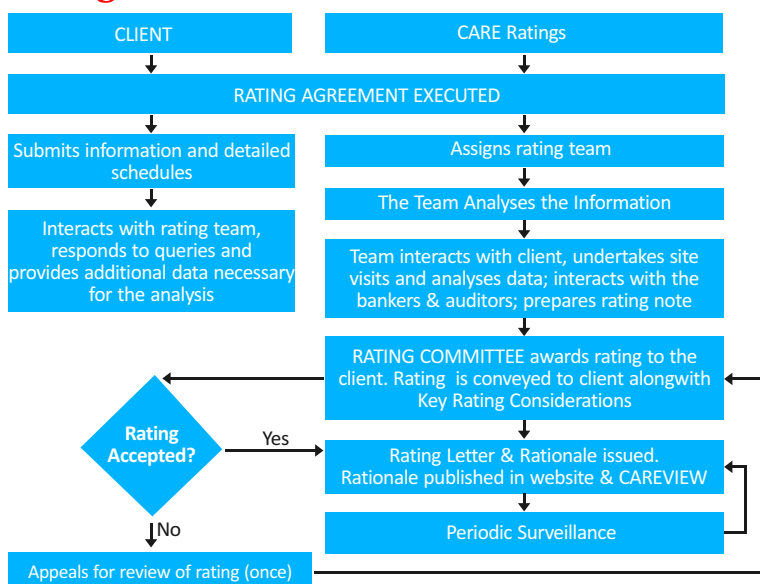 CLIENT
CARE Ratings
RATING AGREEMENT EXECUTED
Submits information and detailed
schedules
Assigns rating team
The Team Analyses the Information
Interacts with rating team,
responds to queries and
provides additional data necessary
for the analysis
Team interacts with client, undertakes site
visits and analyses data; interacts with the
bankers & auditors; prepares rating note
RATING COMMITTEE awards rating to the
client. Rating is conveyed to client alongwith
Key Rating Considerations
Rating
Accepted?
Yes
Rating Letter & Rationale issued.
Rationale published in website & CAREVIEW
No
Periodic Surveillance
Appeals for review of rating (once)